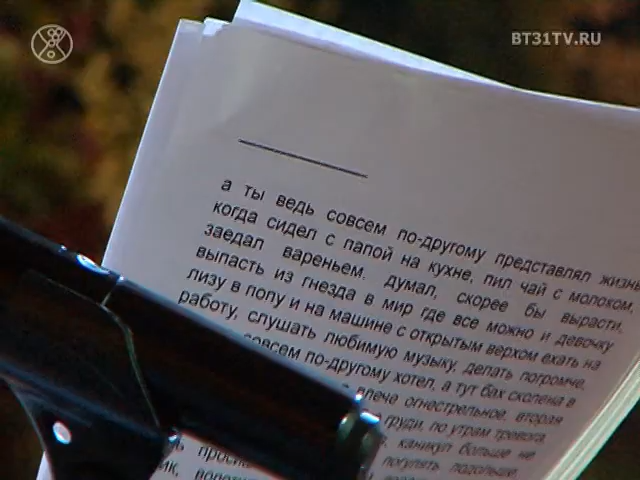 BT31TV.RU
а ты ведь совсем по-другому представлял жизнь
когда сидел с папой на кухне, пил чай с молоком,
заедал вареньем. думал, скорее бы вырасти,
выпасть из гнезда в мир где все можно и девочку
лизу в попу и на машине с открытым верхом ехать на
работу, слушать любимую музыку, делать погромче,
совсем по-другому хотел, а тут бах сколена в
плече огнестрельное, вторая
груди, по утрам тревога
каникул больше не
погулять подольше